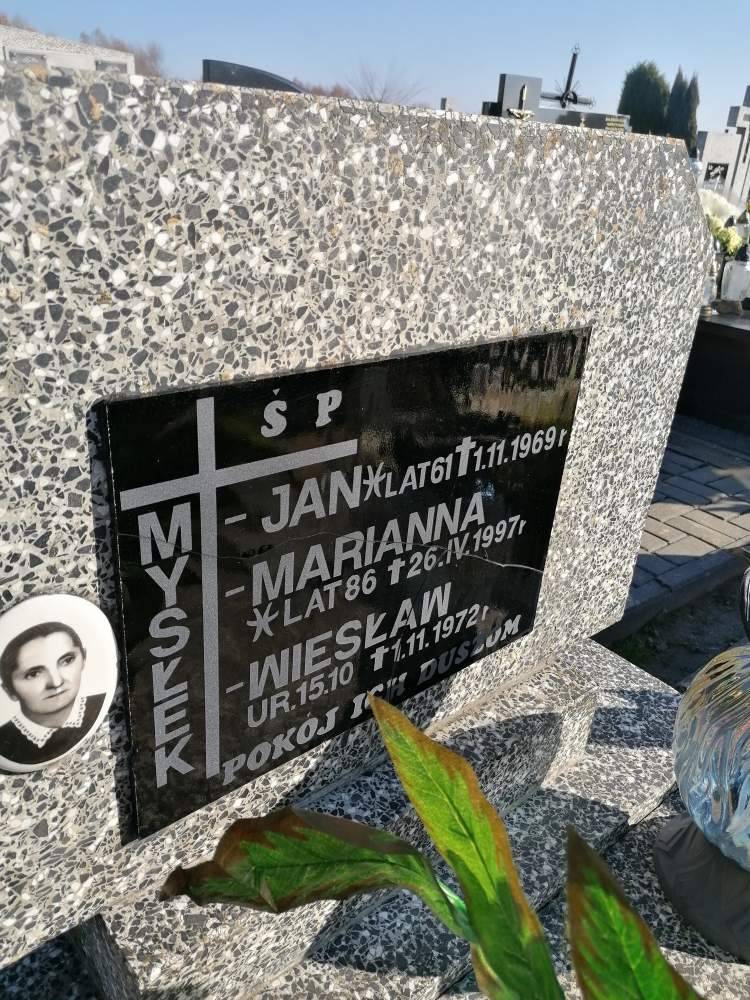 Ś P
MYSŁEK
- JAN * LAT 61 ✝ 1.11.1969 r
- MARIANNA
* LAT 86 ✝ 26.IV.1997 r
- WIESŁAW
UR. 15.10 ✝ 1.11.1972 r
POKÓJ ICH DUSZOM